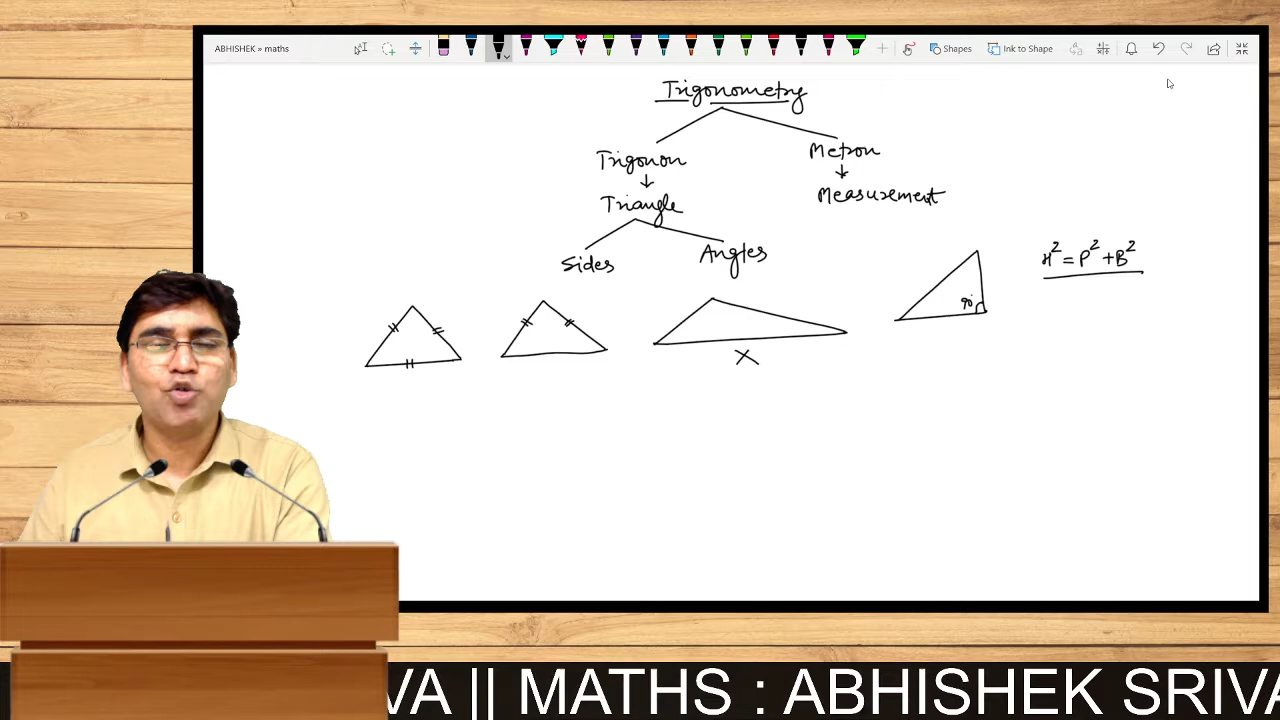 ABHISHEK » maths
Shapes
Ink to Shape
Trigonometry
Trigonon
Metron
↓
↓
Triangle
Measurement
Sides
Angles
90°
H² = P² + B²
X
VA || MATHS : ABHISHEK SRIVA